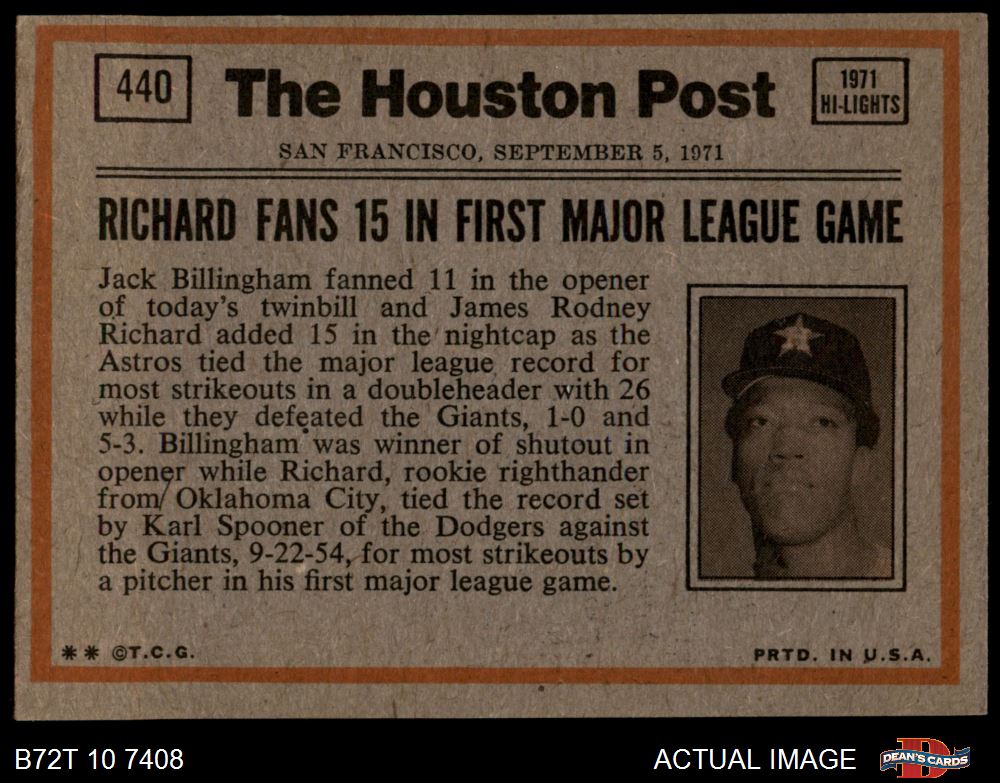 440
The Houston Post
1971
HI-LIGHTS
SAN FRANCISCO, SEPTEMBER 5, 1971
RICHARD FANS 15 IN FIRST MAJOR LEAGUE GAME
Jack Billingham fanned 11 in the opener
of today's twinbill and James Rodney
Richard added 15 in the nightcap as the
Astros tied the major league record for
most strikeouts in a doubleheader with 26
while they defeated the Giants, 1-0 and
5-3. Billingham was winner of shutout in
opener while Richard, rookie righthander
from Oklahoma City, tied the record set
by Karl Spooner of the Dodgers against
the Giants, 9-22-54, for most strikeouts by
a pitcher in his first major league game.
** ©T.C.G.
PRTD. IN U.S.A.
B72T 10 7408
ACTUAL IMAGE
D
DEAN'S CARDS